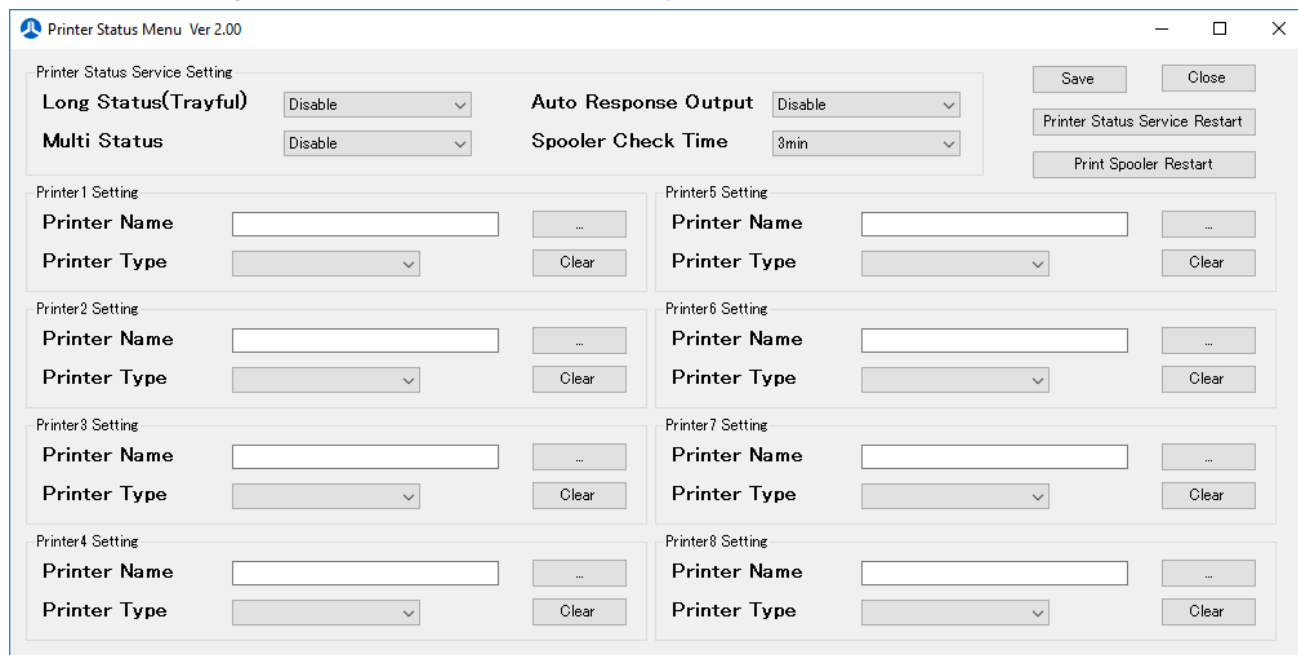 Printer Status Menu Ver 2.00
Printer Status Service Setting
Long Status(Trayful) Disable Auto Response Output Disable
Multi Status Disable Spooler Check Time 3min
Save Close
Printer Status Service Restart
Print Spooler Restart
Printer1 Setting
Printer Name ...
Printer Type Clear
Printer5 Setting
Printer Name ...
Printer Type Clear
Printer2 Setting
Printer Name ...
Printer Type Clear
Printer6 Setting
Printer Name ...
Printer Type Clear
Printer3 Setting
Printer Name ...
Printer Type Clear
Printer7 Setting
Printer Name ...
Printer Type Clear
Printer4 Setting
Printer Name ...
Printer Type Clear
Printer8 Setting
Printer Name ...
Printer Type Clear